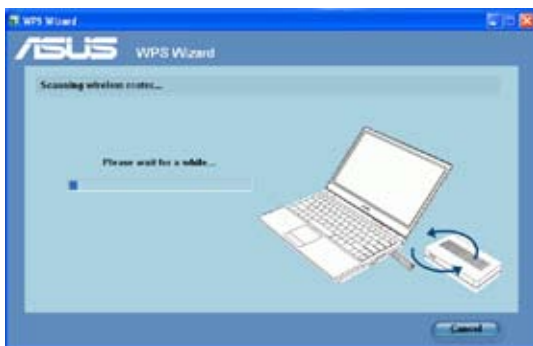 WPS Wizard
ASUS WPS Wizard
Scanning wireless router...
Please wait for a while...
Cancel